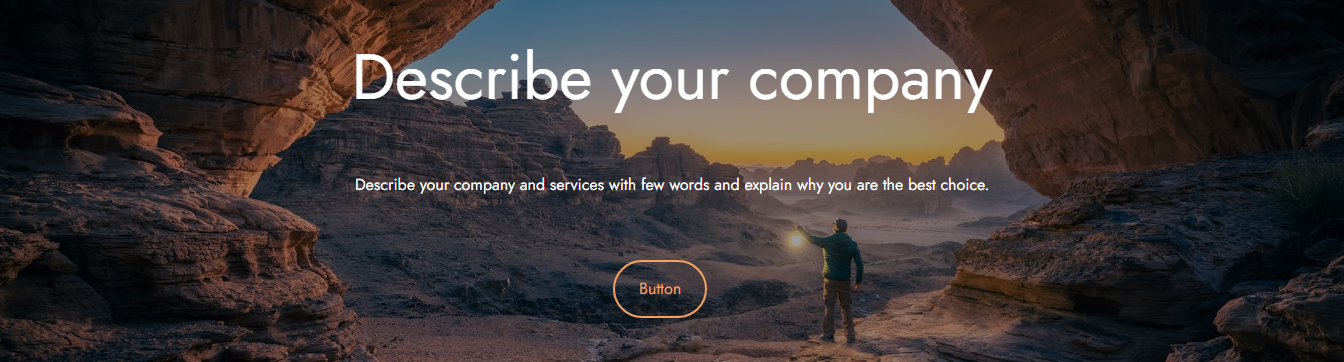 Describe your company
Describe your company and services with few words and explain why you are the best choice.
Button